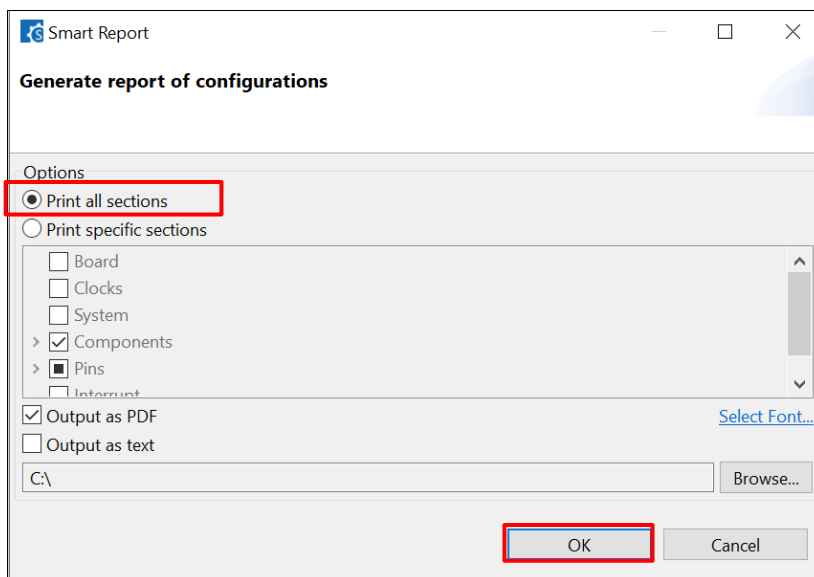 Smart Report
Generate report of configurations
Options
Print all sections
Print specific sections
Board
Clocks
System
Components
Pins
Interrupt
Output as PDF
Select Font...
Output as text
C:\
Browse...
OK
Cancel